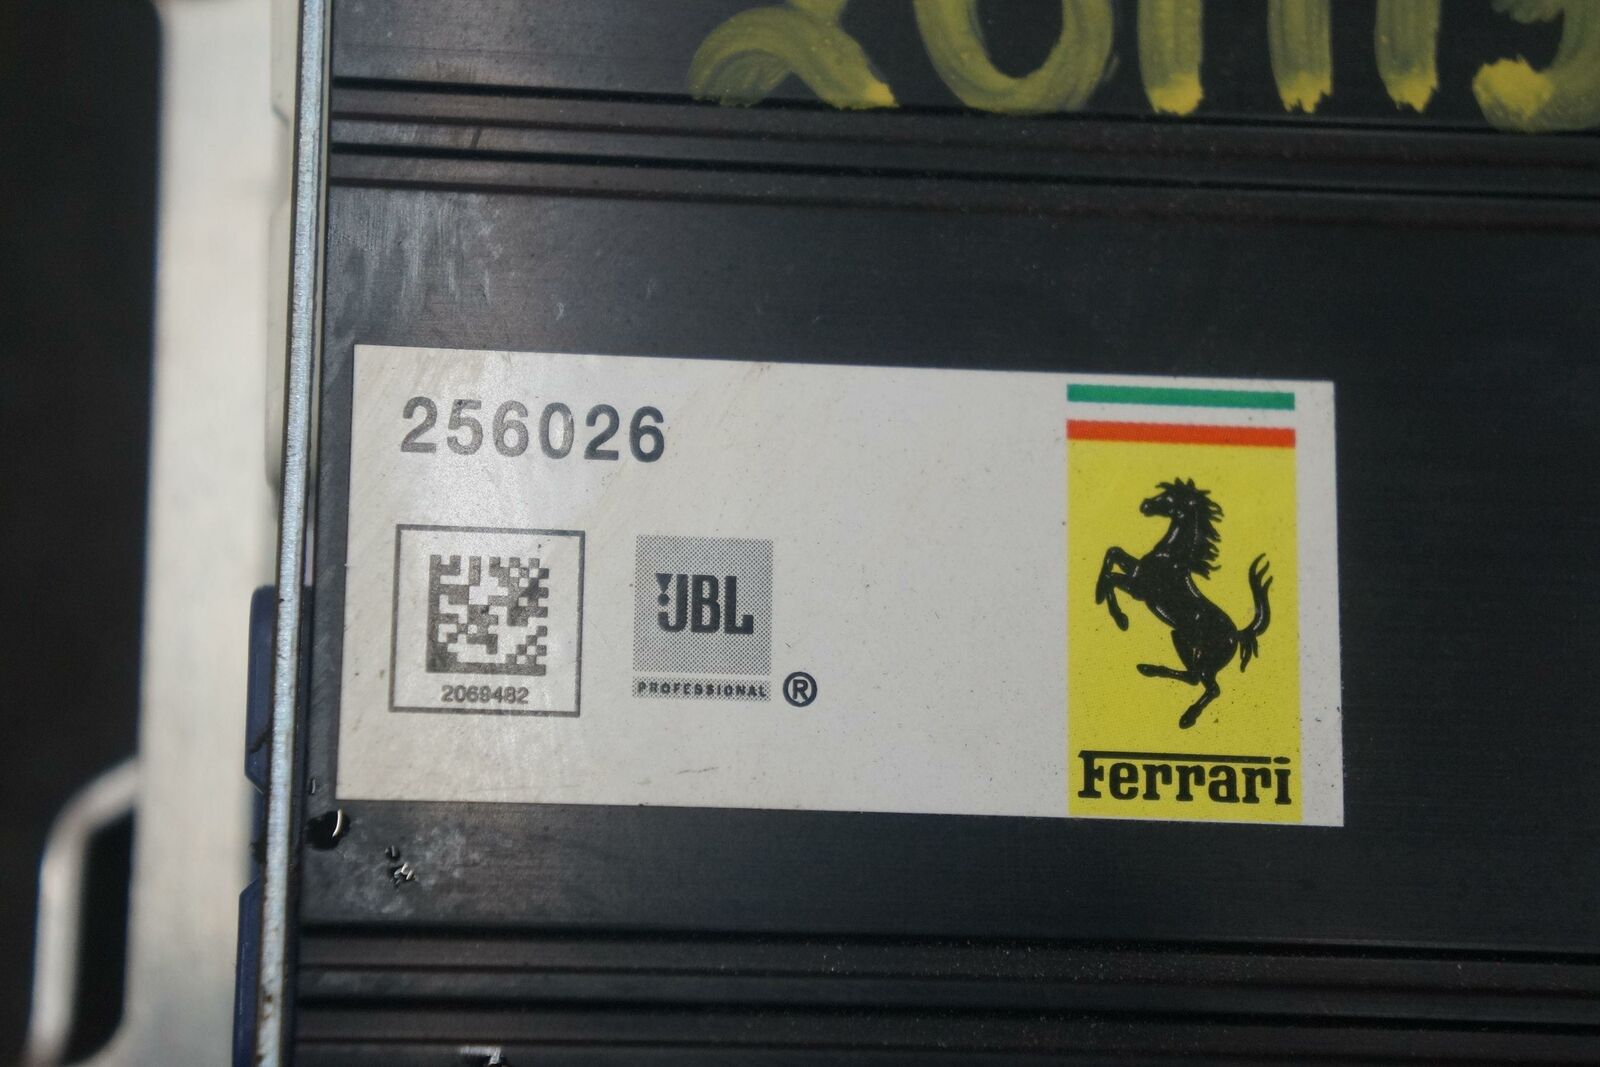 256026
2069482
JBL
PROFESSIONAL ®
Ferrari